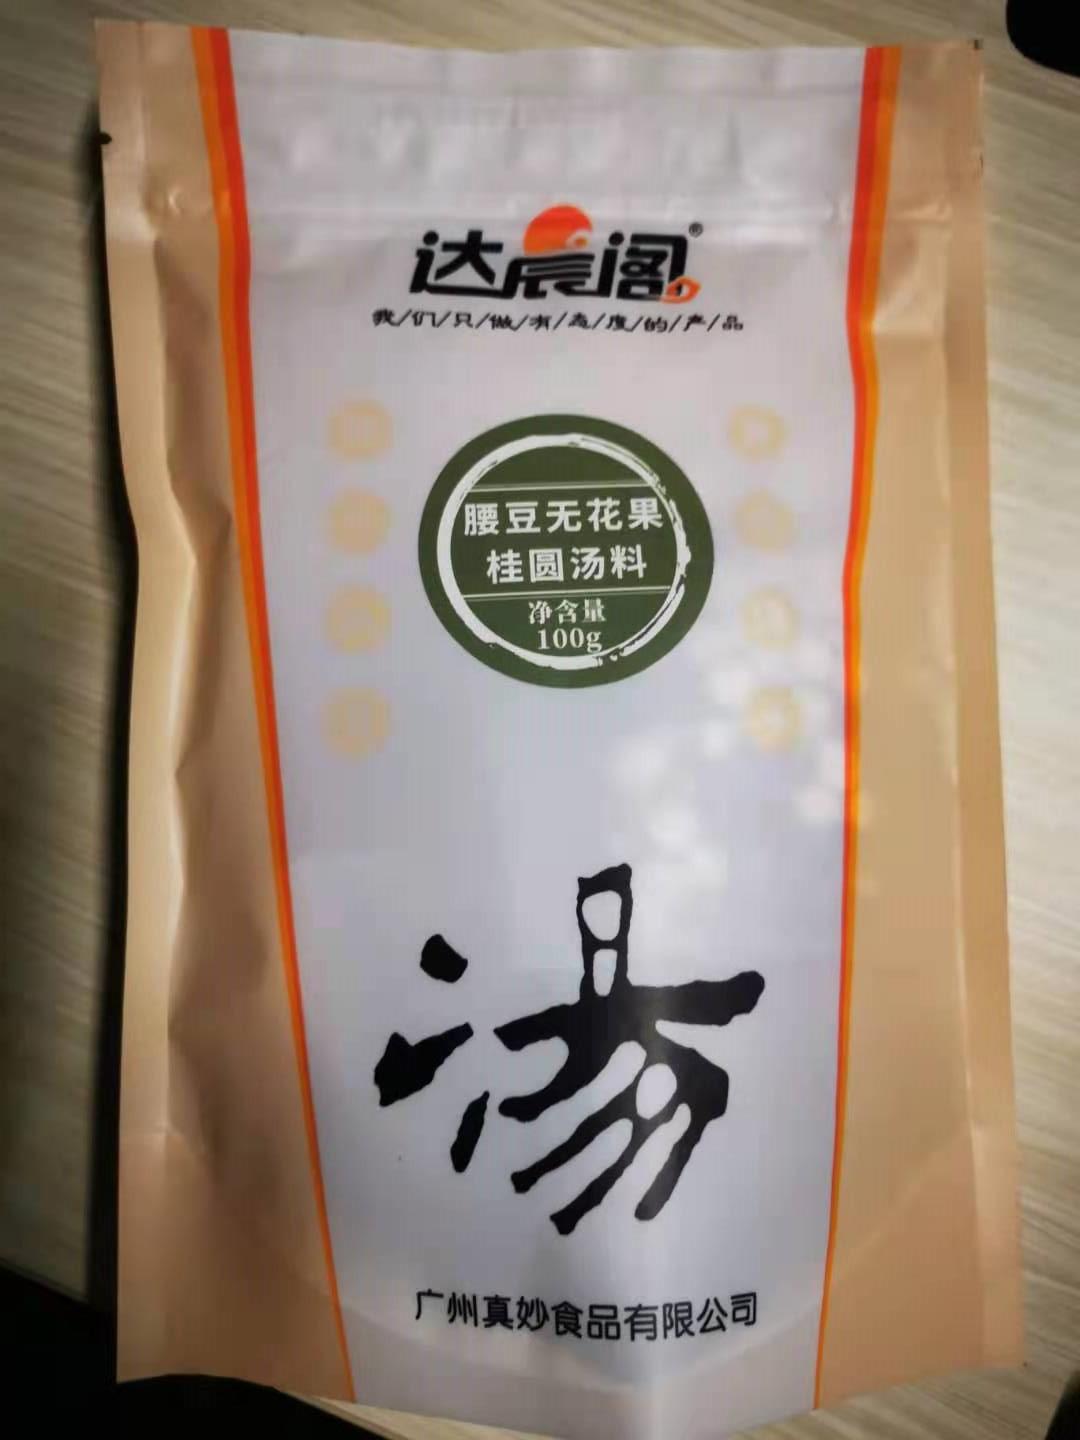 达晨阁®
我/们/只/做/有/态/度/的/产/品
腰豆无花果
桂圆汤料
净含量
100g
汤
广州真妙食品有限公司